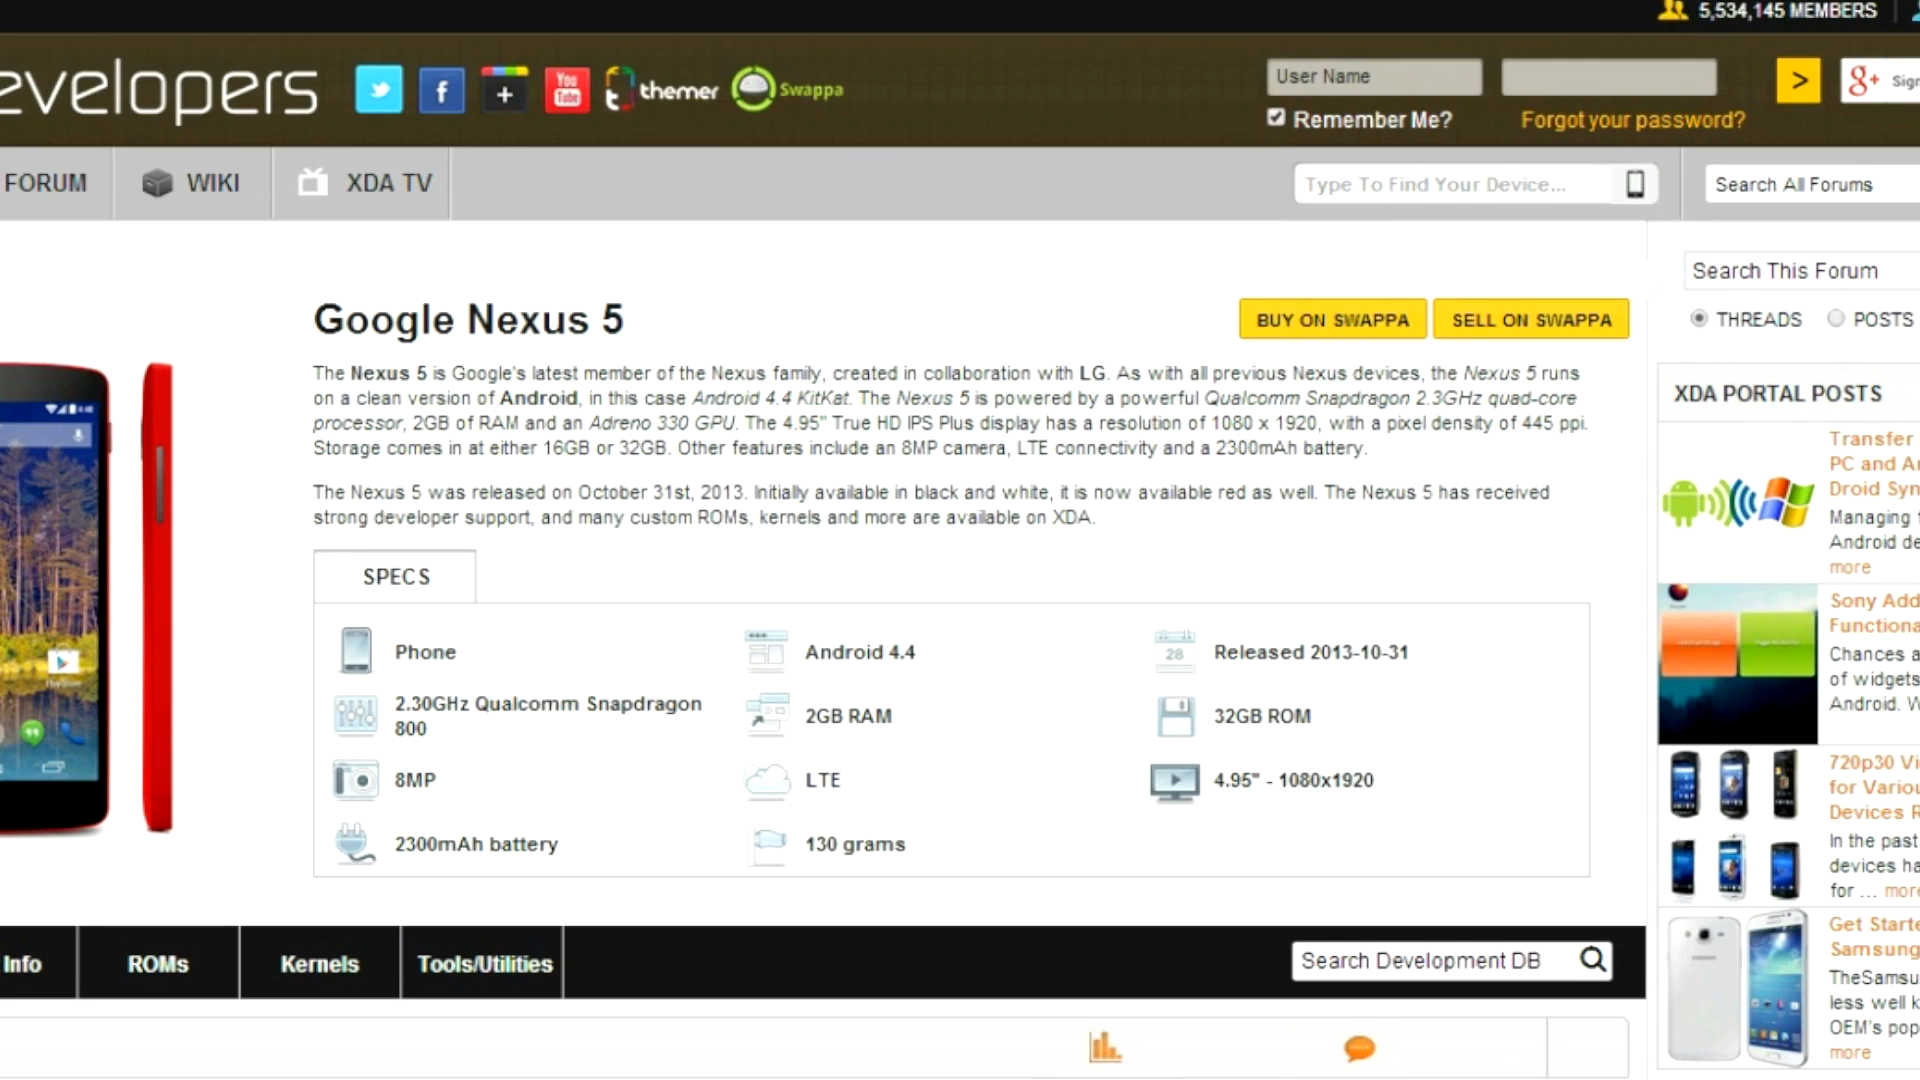 5,534,145 MEMBERS
evelopers
You
Tube
themer
Swappa
User Name
Remember Me?
Forgot your password?
>
g+
FORUM
WIKI
XDA TV
Type To Find Your Device...
Search All Forums
Search This Forum
THREADS
POSTS
Google Nexus 5
BUY ON SWAPPA
SELL ON SWAPPA
The Nexus 5 is Google's latest member of the Nexus family, created in collaboration with LG. As with all previous Nexus devices, the Nexus 5 runs
on a clean version of Android, in this case Android 4.4 KitKat. The Nexus 5 is powered by a powerful Qualcomm Snapdragon 2.3GHz quad-core
processor, 2GB of RAM and an Adreno 330 GPU. The 4.95" True HD IPS Plus display has a resolution of 1080 x 1920, with a pixel density of 445 ppi.
Storage comes in at either 16GB or 32GB. Other features include an 8MP camera, LTE connectivity and a 2300mAh battery.
The Nexus 5 was released on October 31st, 2013. Initially available in black and white, it is now available red as well. The Nexus 5 has received
strong developer support, and many custom ROMs, kernels and more are available on XDA.
SPECS
Phone
Android 4.4
28
Released 2013-10-31
2.30GHz Qualcomm Snapdragon
800
2GB RAM
32GB ROM
8MP
LTE
4.95" - 1080x1920
2300mAh battery
130 grams
Info
ROMs
Kernels
Tools/Utilities
Search Development DB
XDA PORTAL POSTS
Transfer
PC and A
Droid Syn
Managing
Android de
more
Sony Add
Functiona
Chances a
of widgets
Android. W
720p30 Vi
for Variou
Devices R
In the past
devices ha
for ... more
Get Starte
Samsung
TheSamsu
less well k
OEM's pop
more